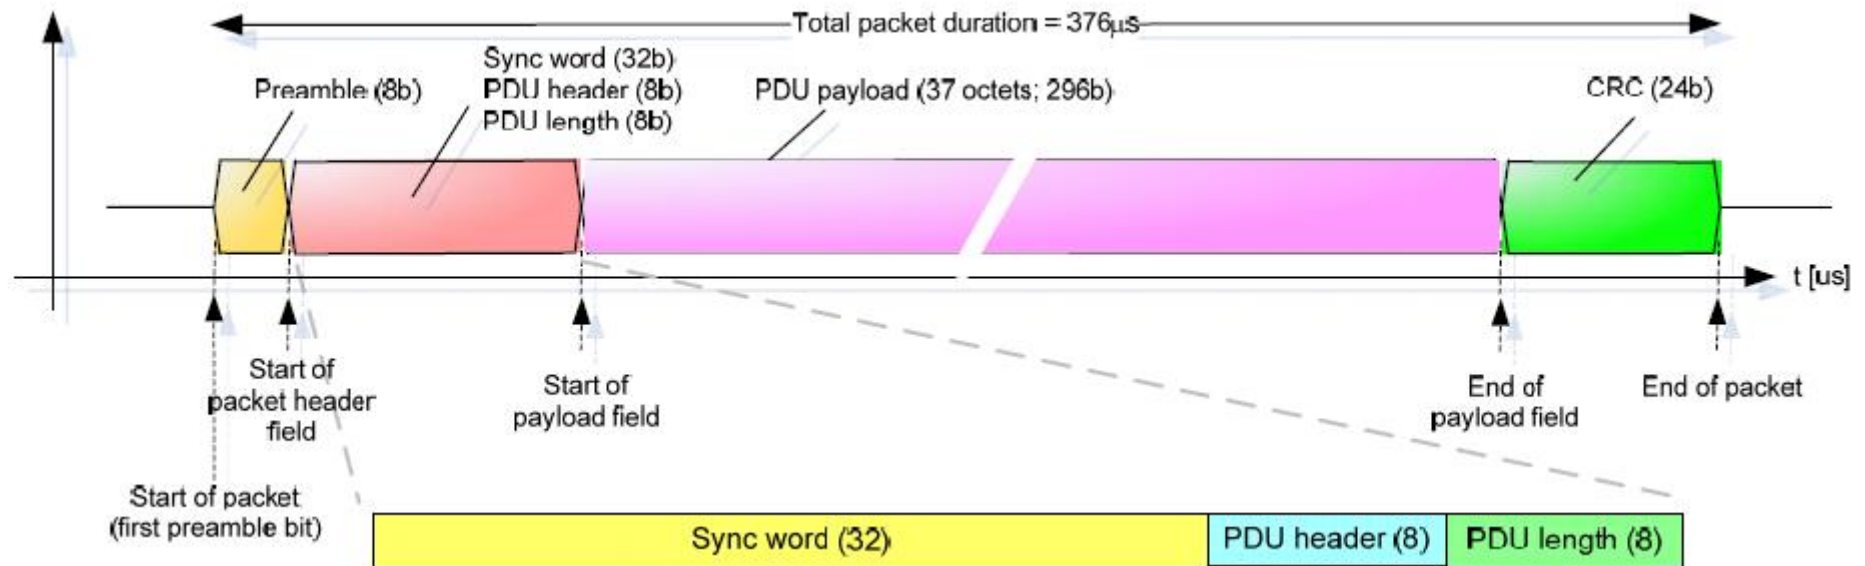 Total packet duration = 376µs
Preamble (8b)
Sync word (32b)
PDU header (8b)
PDU length (8b)
PDU payload (37 octets; 296b)
CRC (24b)
t [us]
Start of
packet header
field
Start of
payload field
End of
payload field
End of packet
Start of packet
(first preamble bit)
Sync word (32)
PDU header (8)
PDU length (8)